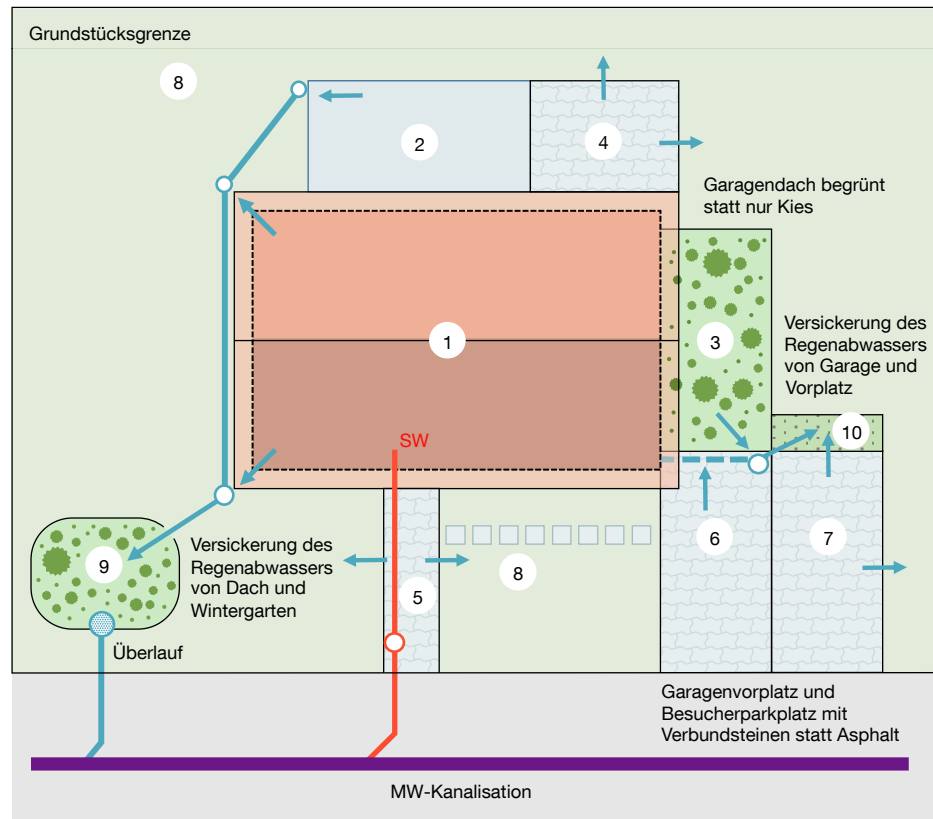 Grundstücksgrenze
8
2
4
Garagendach begrünt
statt nur Kies
1
3
Versickerung des
Regenabwassers
von Garage und
Vorplatz
SW
10
6
7
9
Versickerung des
Regenabwassers
von Dach und
Wintergarten
5
8
Überlauf
Garagenvorplatz und
Besucherparkplatz mit
Verbundsteinen statt Asphalt
MW-Kanalisation